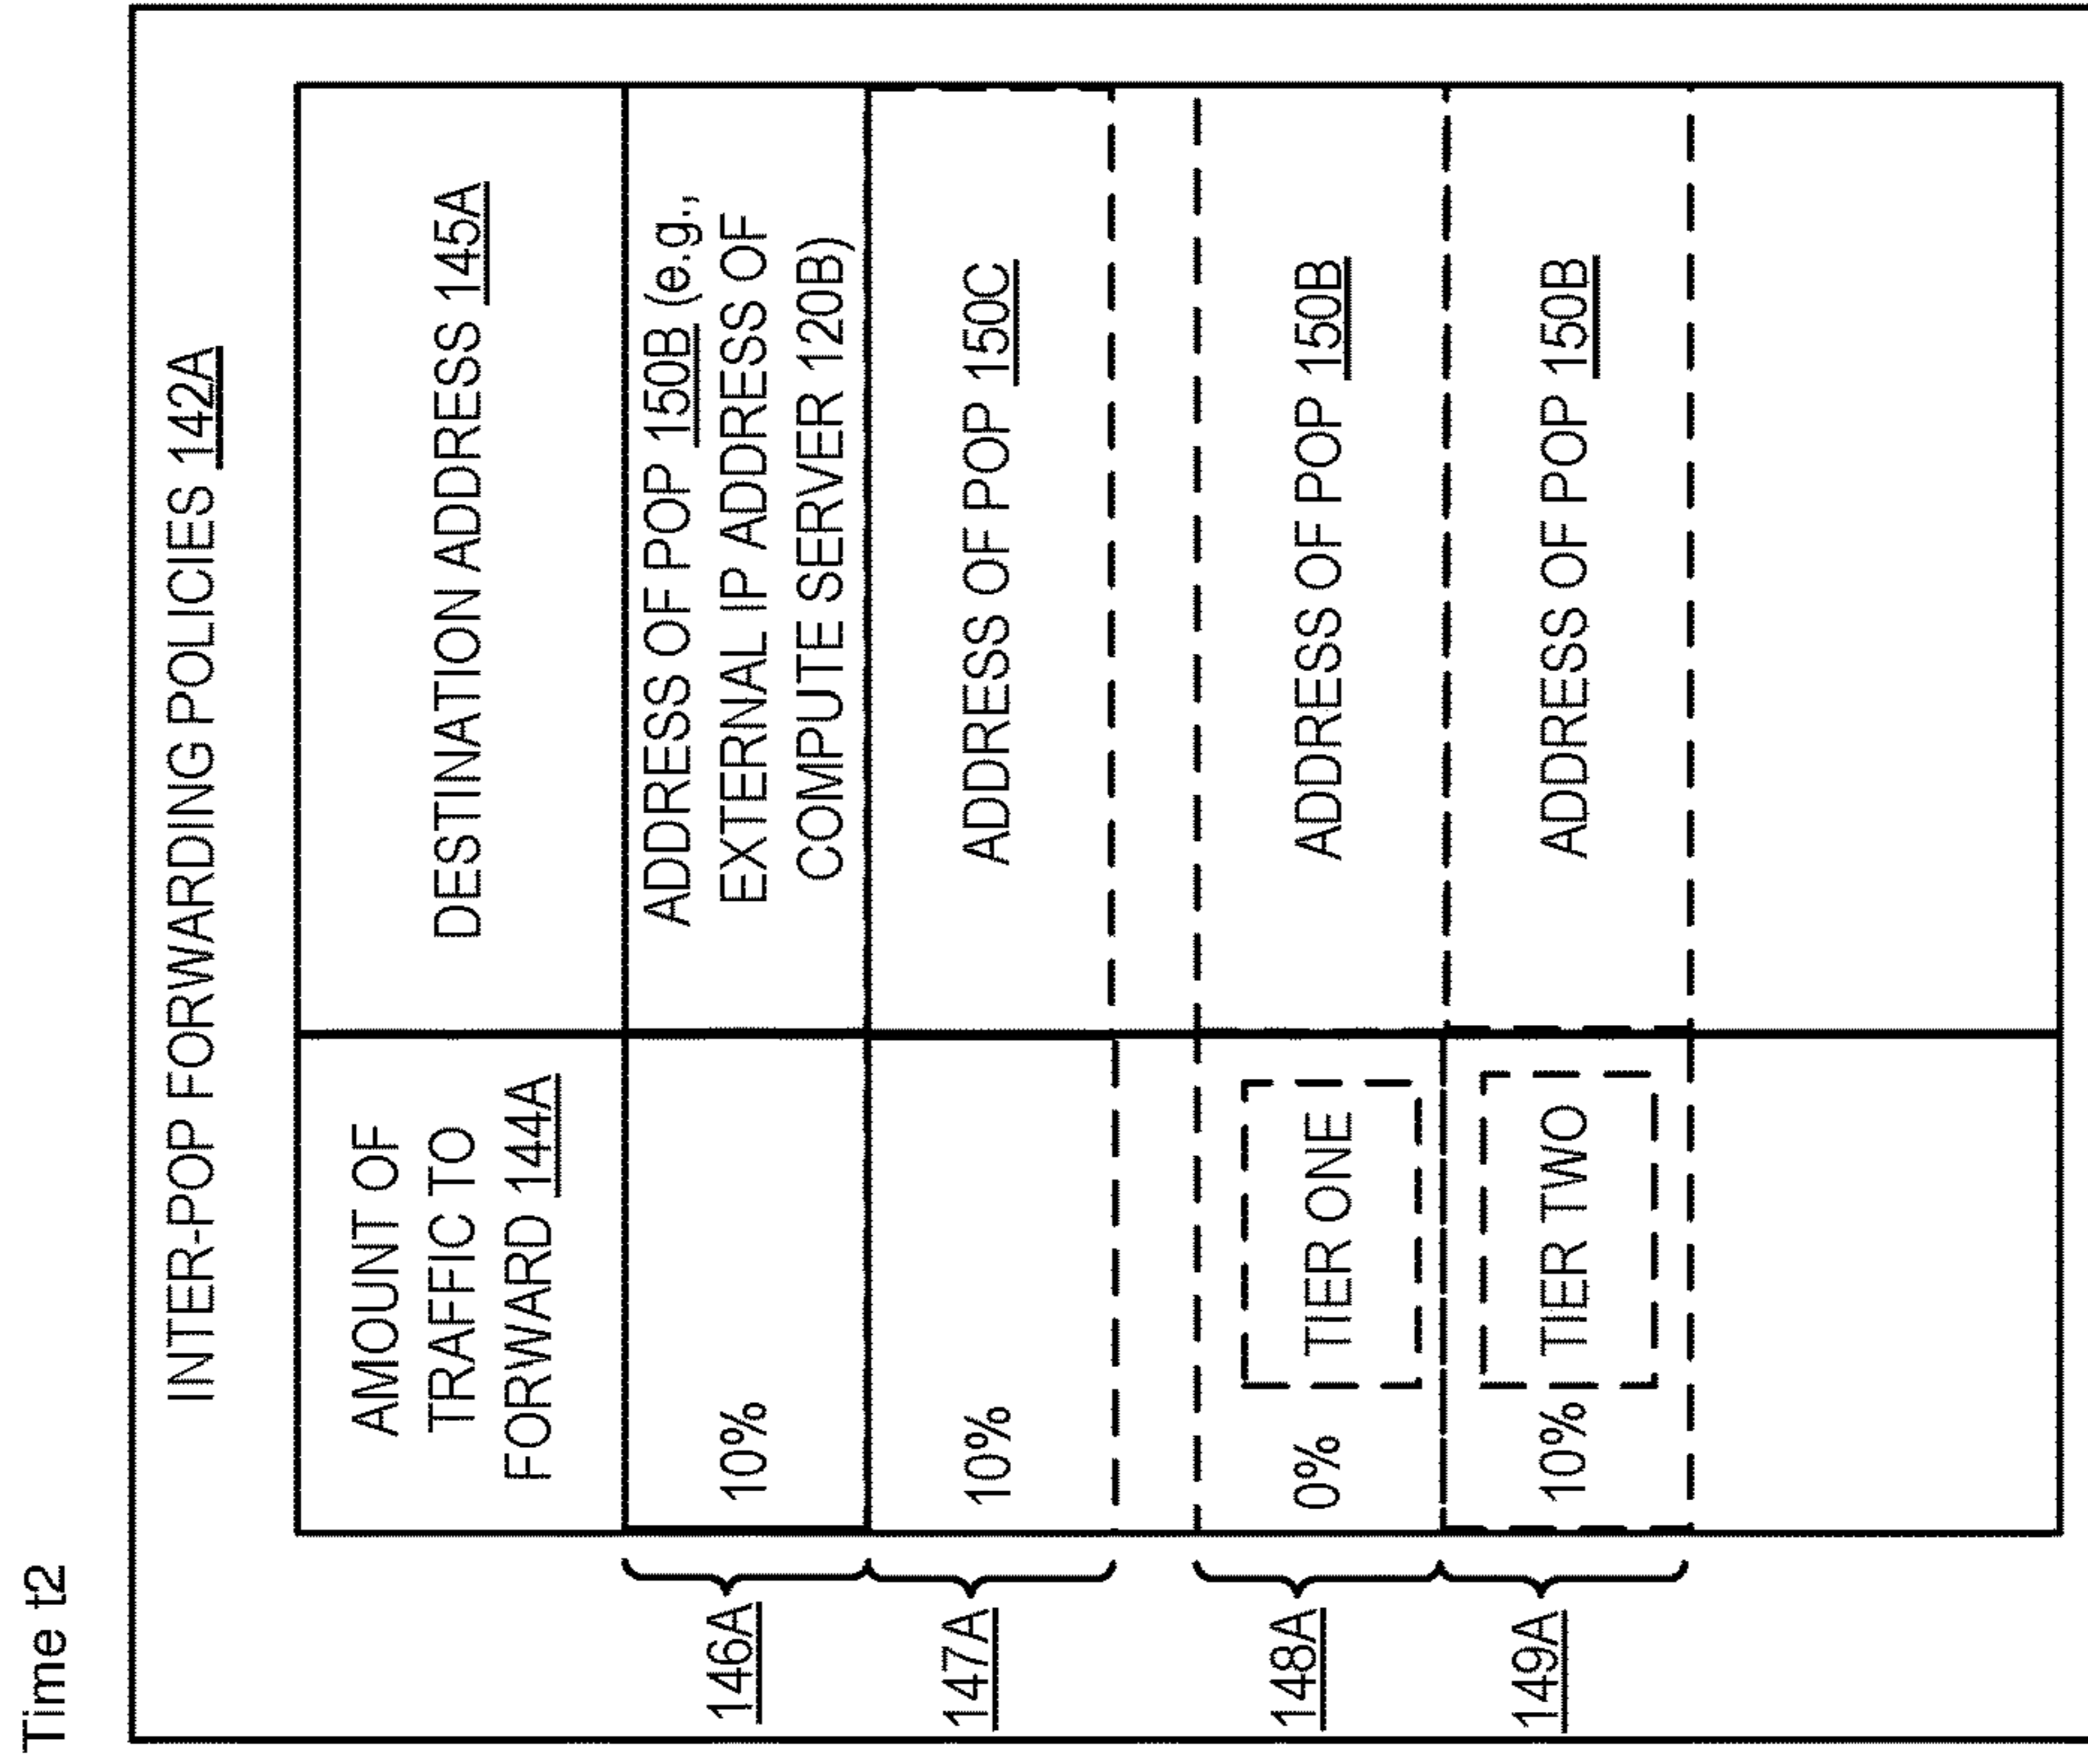 Time t2
INTER-POP FORWARDING POLICIES 142A
AMOUNT OF
TRAFFIC TO
FORWARD 144A
DESTINATION ADDRESS 145A
146A
10%
ADDRESS OF POP 150B (e.g.,
EXTERNAL IP ADDRESS OF
COMPUTE SERVER 120B)
147A
10%
ADDRESS OF POP 150C
148A
0%
TIER ONE
ADDRESS OF POP 150B
149A
10%
TIER TWO
ADDRESS OF POP 150B